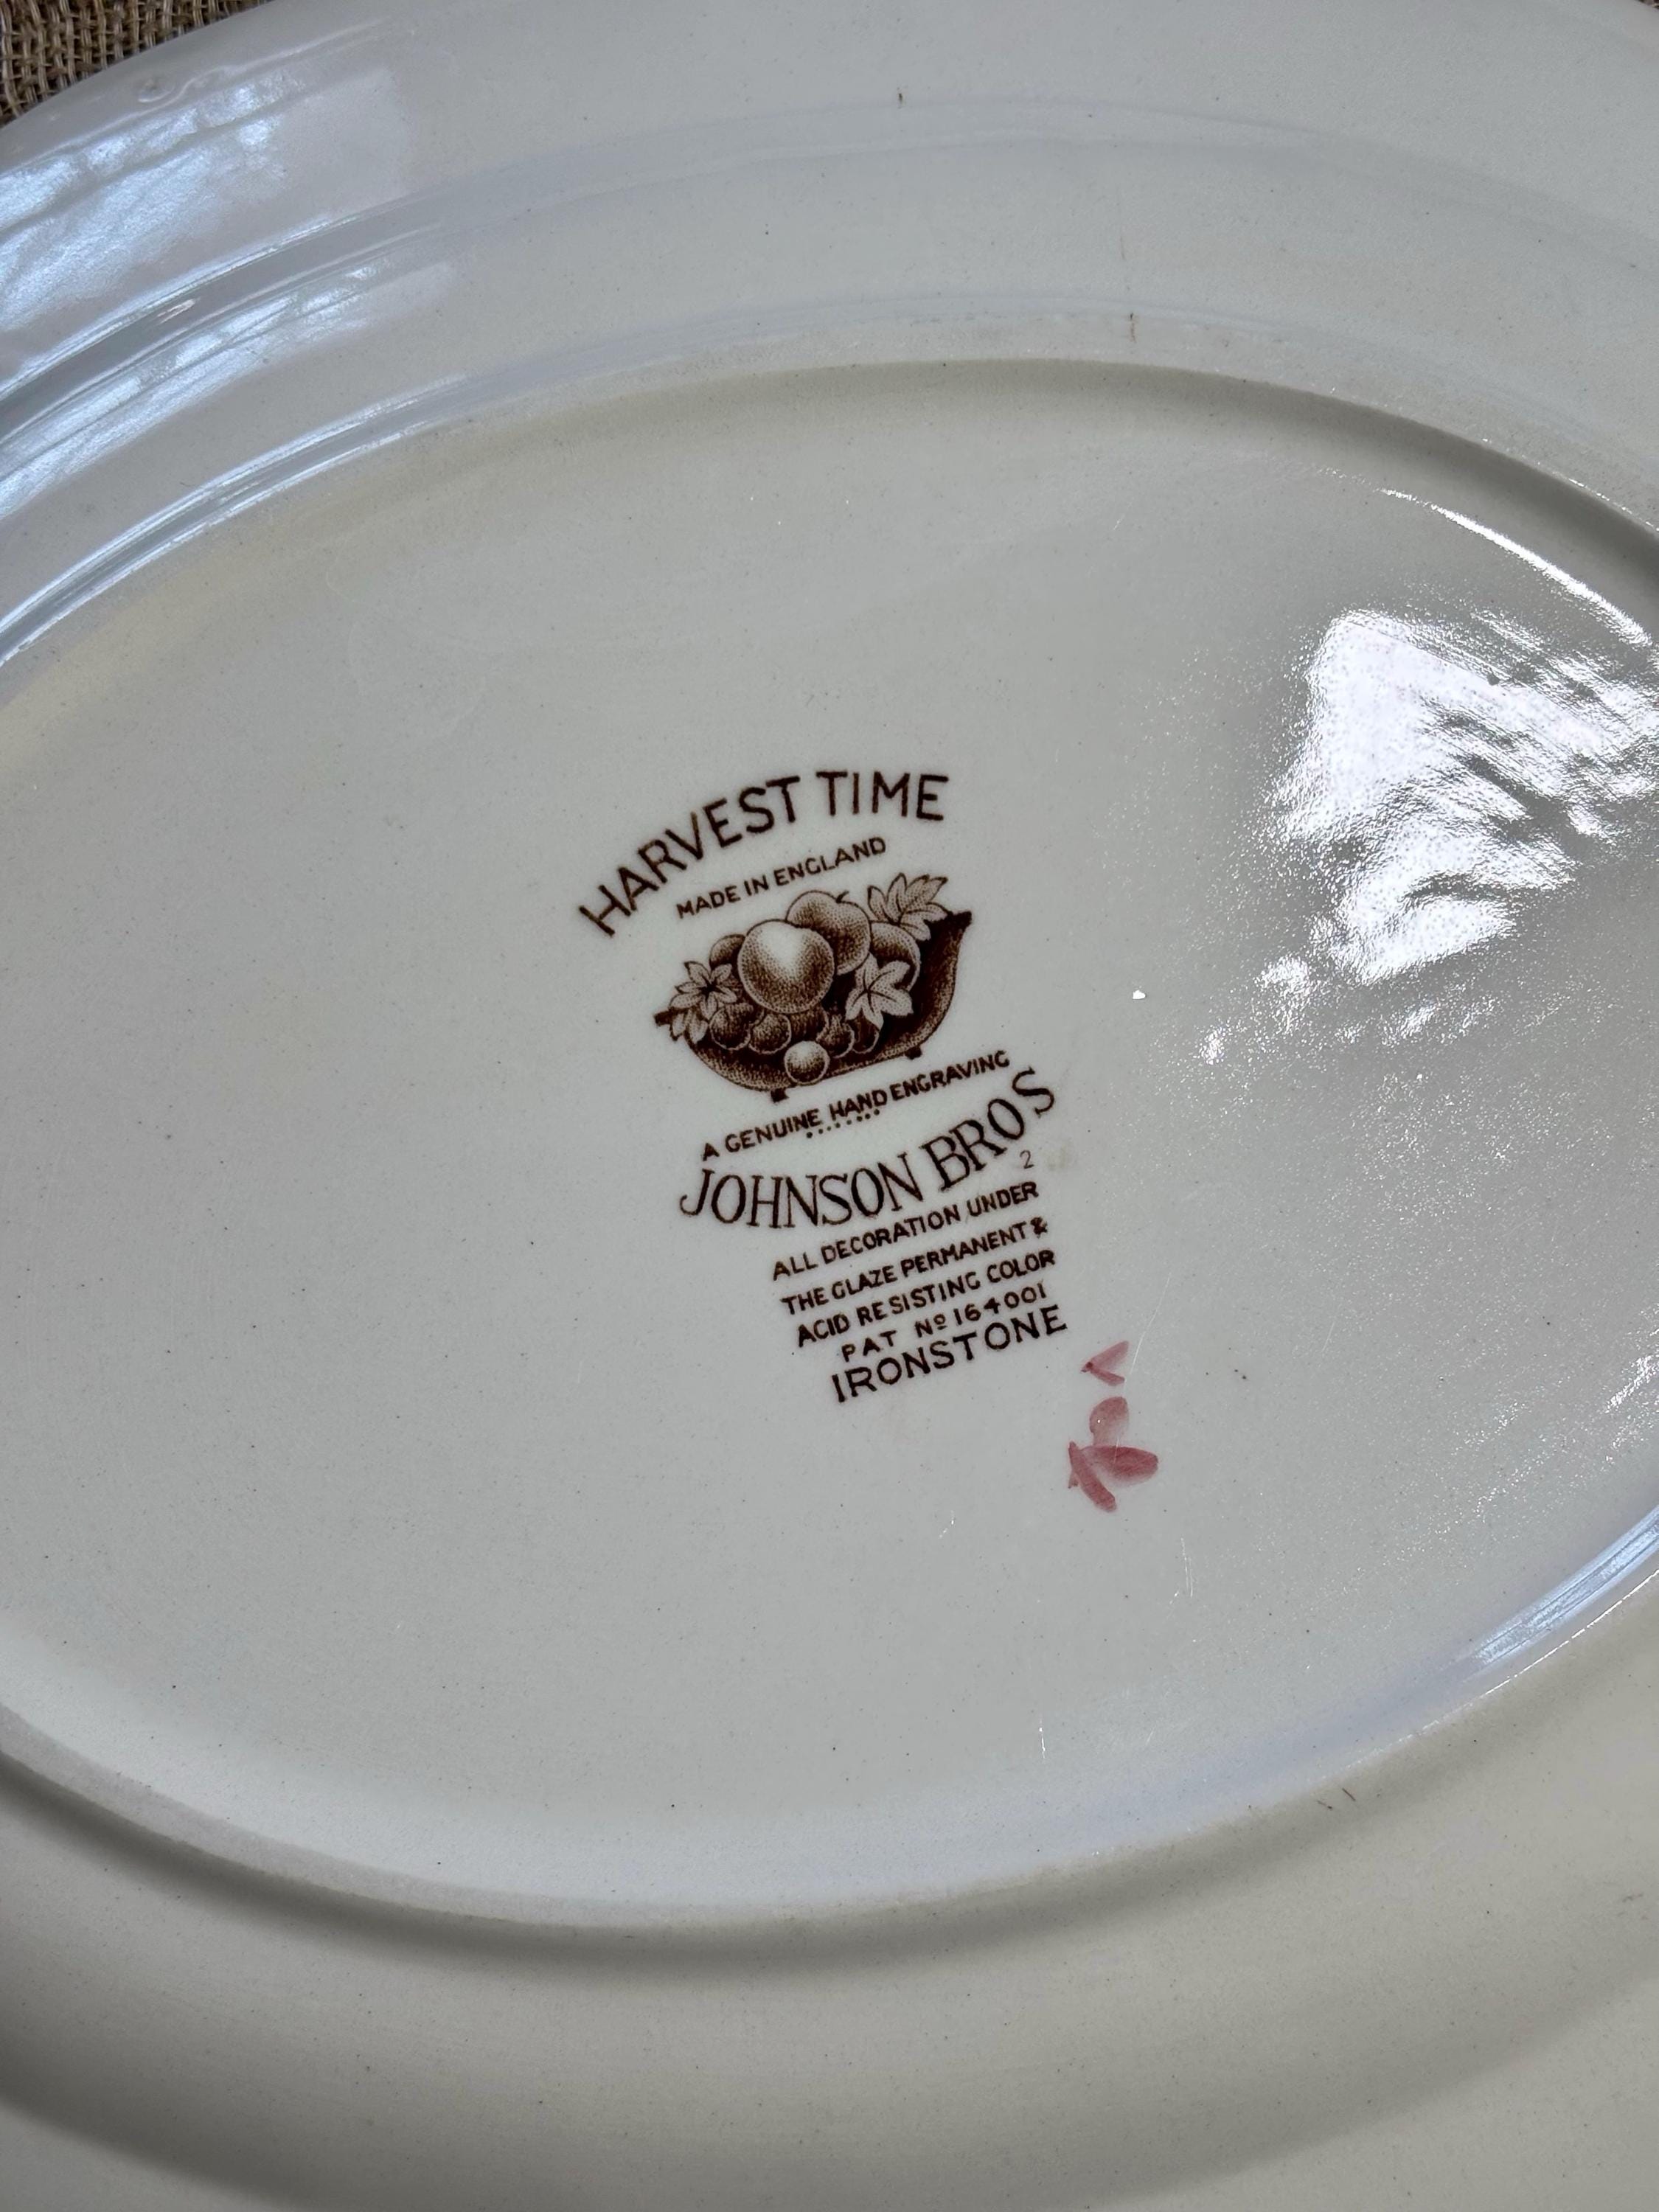 HARVEST TIME
MADE IN ENGLAND
A GENUINE HAND ENGRAVING
JOHNSON BROS
2
ALL DECORATION UNDER
THE GLAZE PERMANENT &
ACID RESISTING COLOR
PAT Nº 164001
IRONSTONE